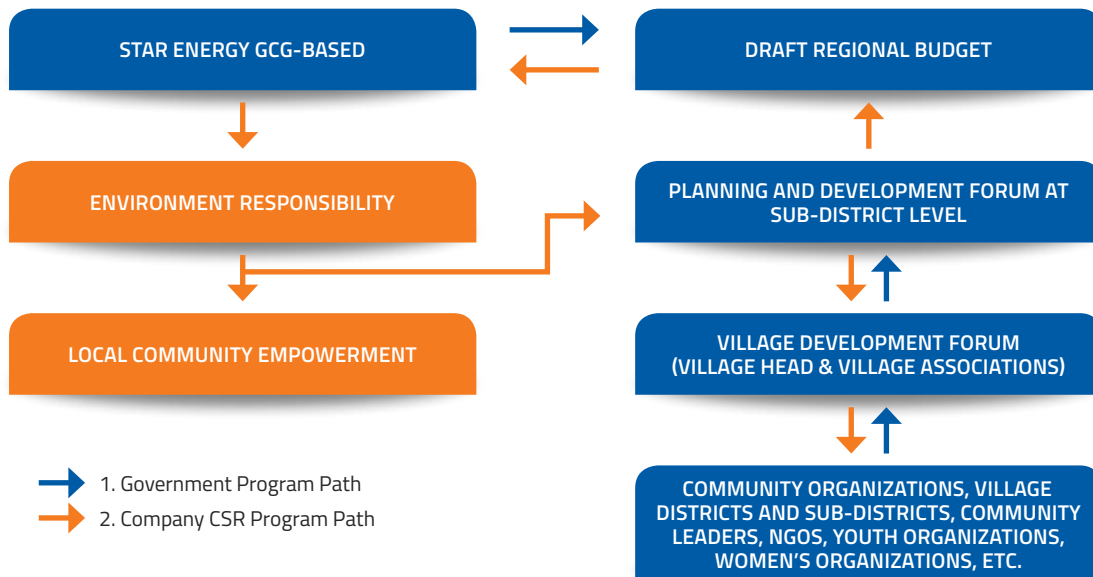 STAR ENERGY GCG-BASED
DRAFT REGIONAL BUDGET
ENVIRONMENT RESPONSIBILITY
PLANNING AND DEVELOPMENT FORUM AT
SUB-DISTRICT LEVEL
LOCAL COMMUNITY EMPOWERMENT
VILLAGE DEVELOPMENT FORUM
(VILLAGE HEAD & VILLAGE ASSOCIATIONS)
1. Government Program Path
2. Company CSR Program Path
COMMUNITY ORGANIZATIONS, VILLAGE
DISTRICTS AND SUB-DISTRICTS, COMMUNITY
LEADERS, NGOS, YOUTH ORGANIZATIONS,
WOMEN'S ORGANIZATIONS, ETC.